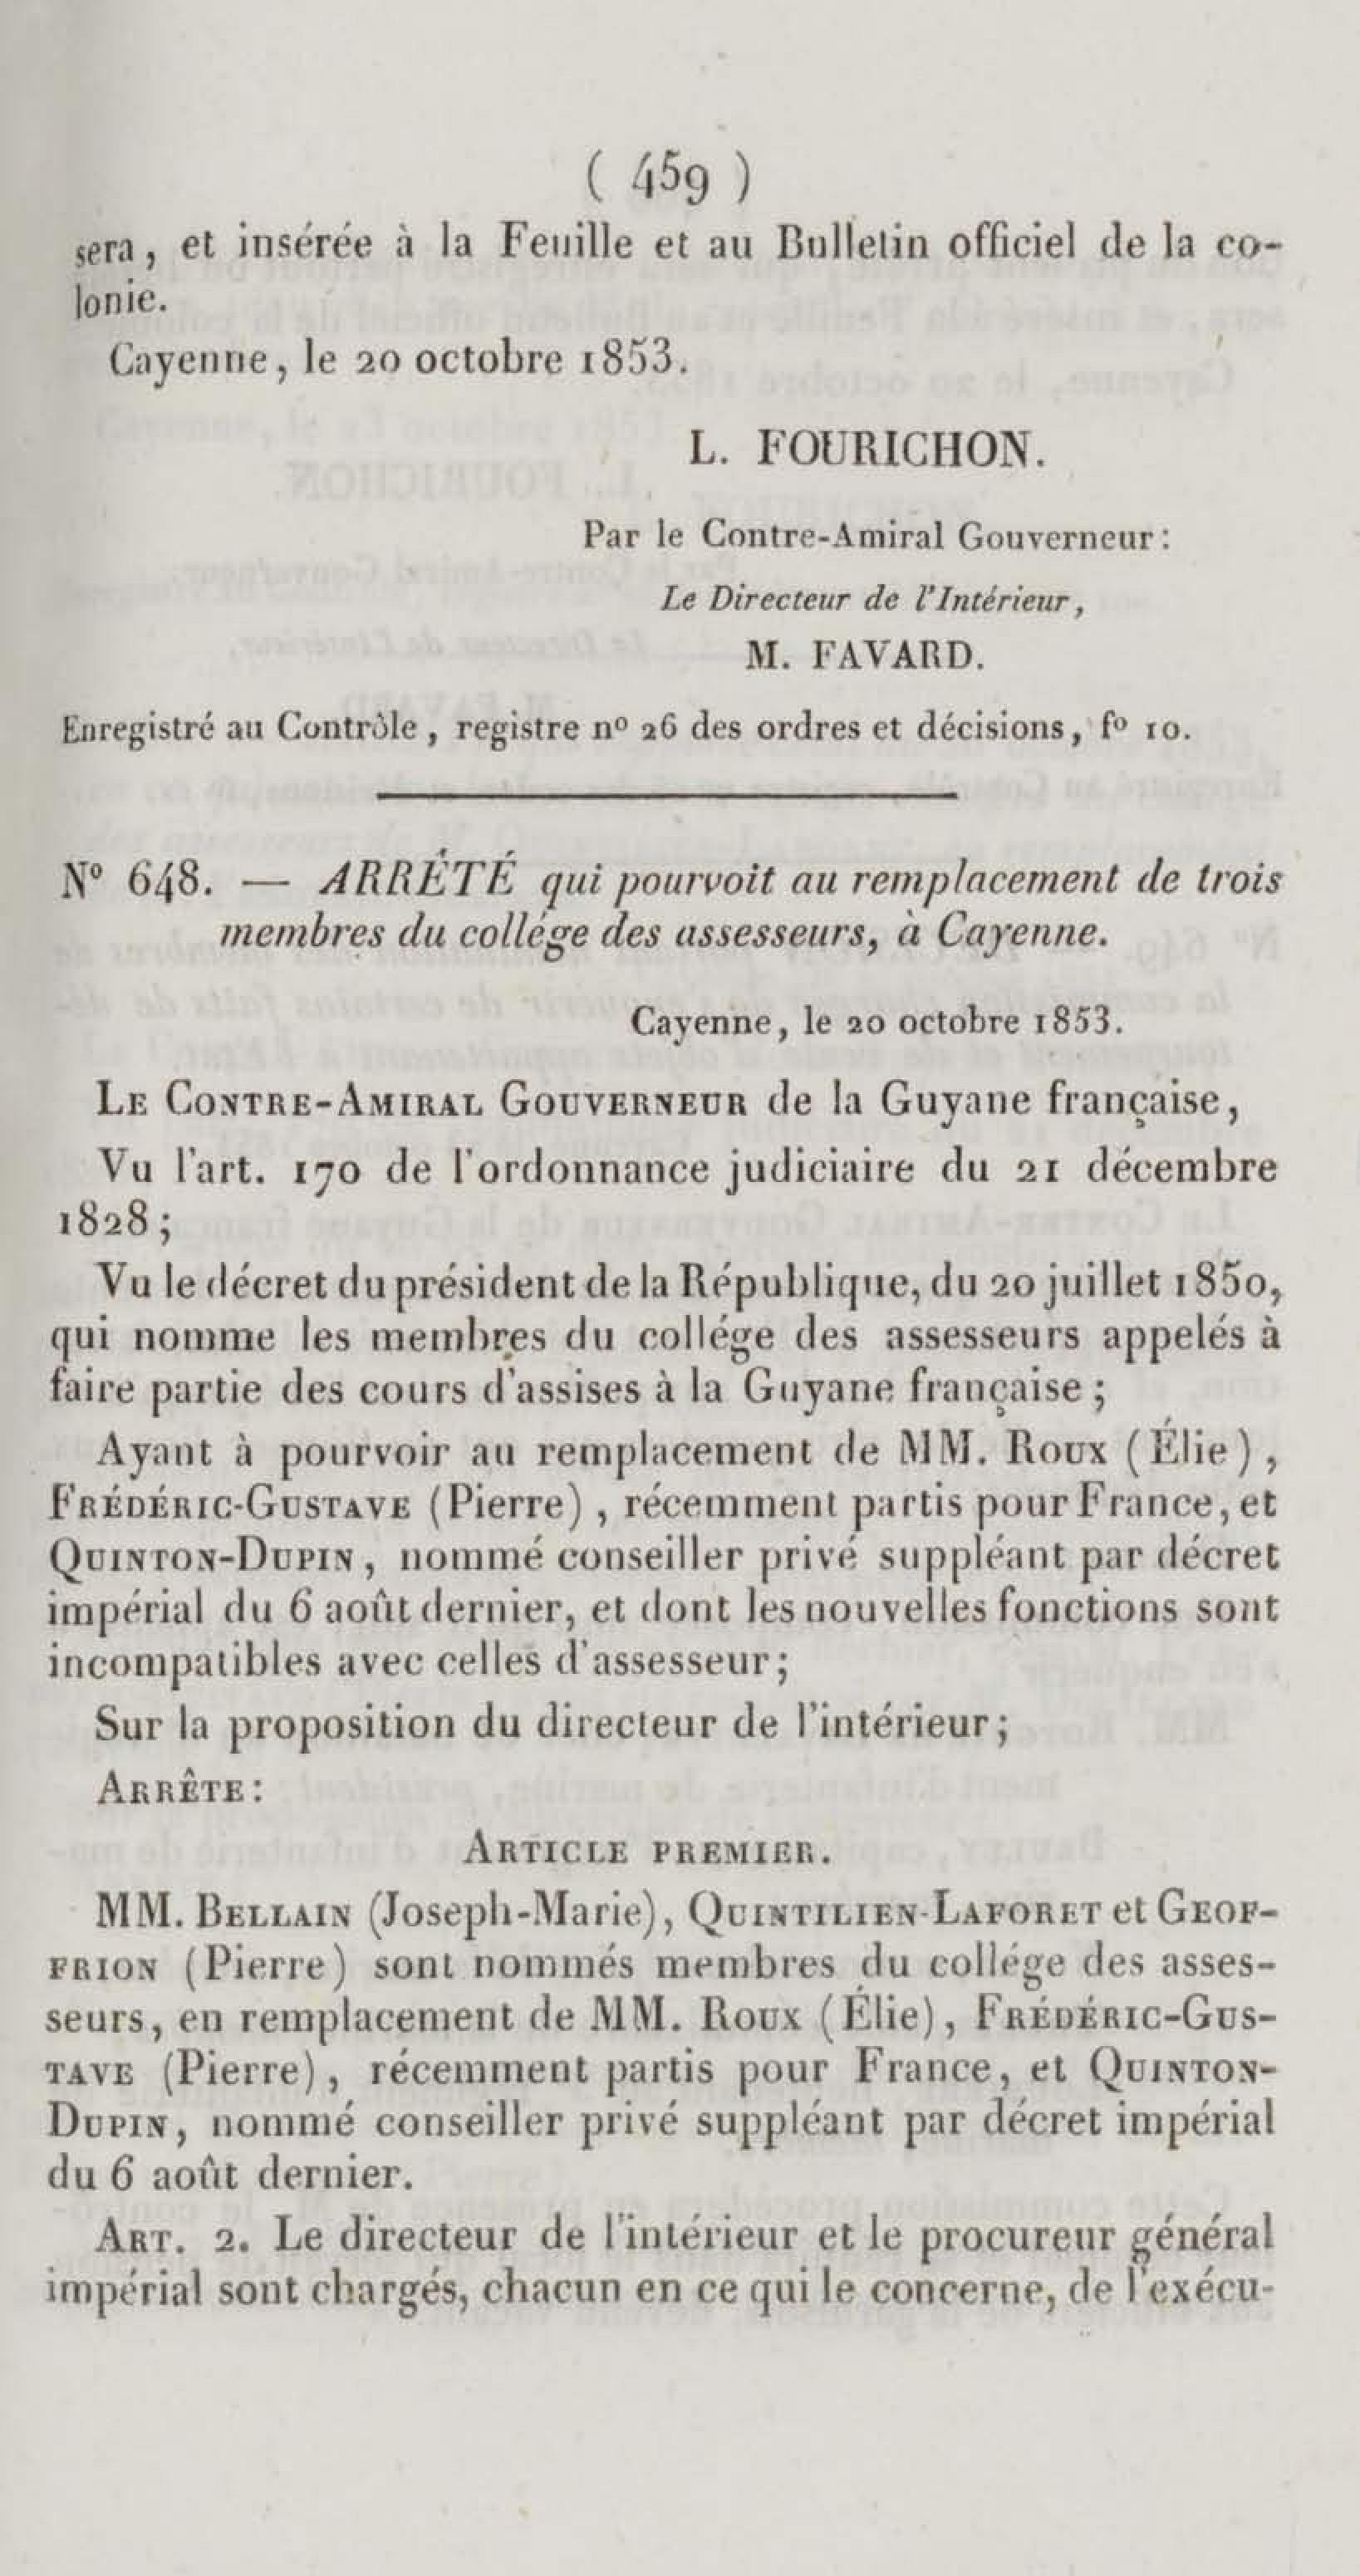 ( 459 )
sera, et insérée à la Feuille et au Bulletin officiel de la co-
lonie.
Cayenne, le 20 octobre 1853.
L. FOURICHON.
Par le Contre-Amiral Gouverneur:
Le Directeur de l'Intérieur,
M. FAVARD.
Enregistré au Contrôle, registre nº 26 des ordres et décisions, fº 10.
Nº 648. — ARRÊTÉ qui pourvoit au remplacement de trois
membres du collége des assesseurs, à Cayenne.
Cayenne, le 20 octobre 1853.
LE CONTRE-AMIRAL GOUVERNEUR de la Guyane française,
Vu l'art. 170 de l'ordonnance judiciaire du 21 décembre
1828;
Vu le décret du président de la République, du 20 juillet 1850,
qui nomme les membres du collége des assesseurs appelés à
faire partie des cours d'assises à la Guyane française;
Ayant à pourvoir au remplacement de MM. ROUX (Élie),
FRÉDÉRIC-GUSTAVE (Pierre), récemment partis pour France, et
QUINTON-DUPIN, nommé conseiller privé suppléant par décret
impérial du 6 août dernier, et dont les nouvelles fonctions sont
incompatibles avec celles d'assesseur;
Sur la proposition du directeur de l'intérieur;
ARRÊTE:
ARTICLE PREMIER.
MM. BELLAIN (Joseph-Marie), QUINTILIEN-LAFORET et GEOF-
FRION (Pierre) sont nommés membres du collége des asses-
seurs, en remplacement de MM. ROUX (Élie), FRÉDÉRIC-GUS-
TAVE (Pierre), récemment partis pour France, et QUINTON-
DUPIN, nommé conseiller privé suppléant par décret impérial
du 6 août dernier.
ART. 2. Le directeur de l'intérieur et le procureur général
impérial sont chargés, chacun en ce qui le concerne, de l'exécu-